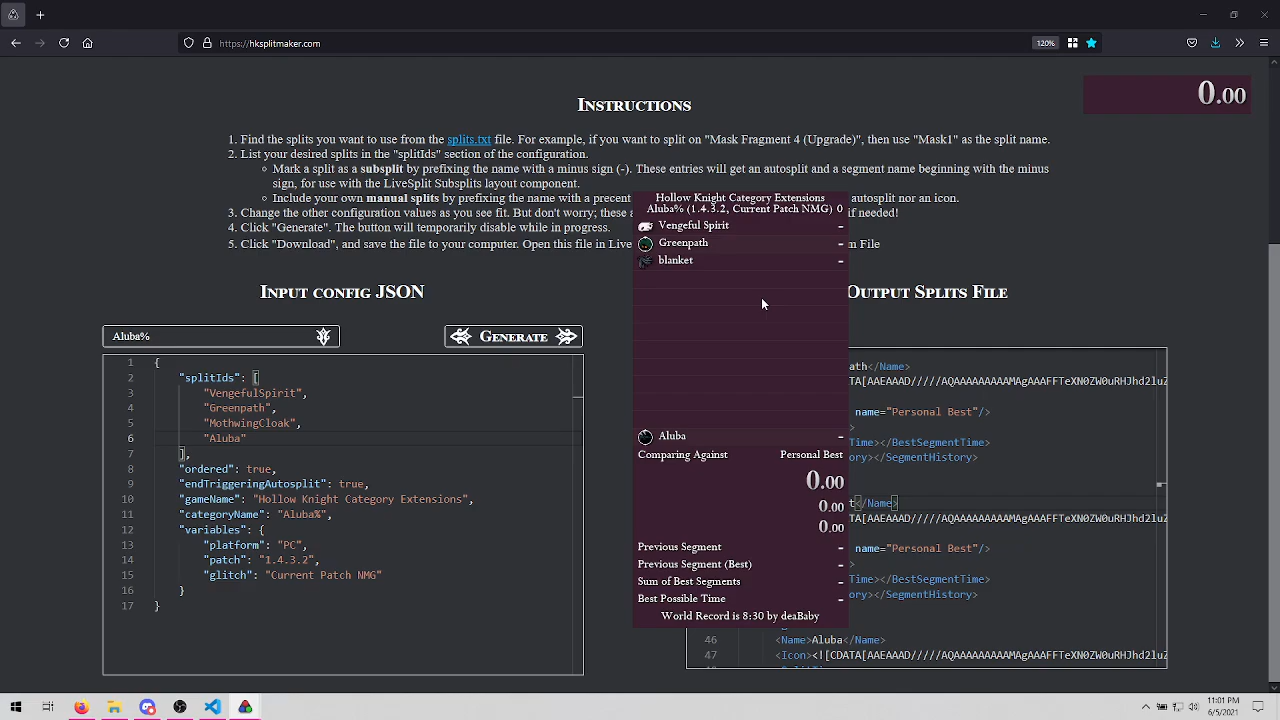 https://hksplitmaker.com
120%
0.00
Instructions
1. Find the splits you want to use from the splits.txt file. For example, if you want to split on "Mask Fragment 4 (Upgrade)", then use "Mask1" as the split name.
2. List your desired splits in the "splitIds" section of the configuration.
Mark a split as a subsplit by prefixing the name with a minus sign (-). These entries will get an autosplit and a segment name beginning with the minus
sign, for use with the LiveSplit Subsplits layout component.
Include your own manual splits by prefixing the name with a precent
autosplit nor an icon.
3. Change the other configuration values as you see fit. But don't worry; these a
if needed!
4. Click "Generate". The button will temporarily disable while in progress.
5. Click "Download", and save the file to your computer. Open this file in Live
m File
Input config JSON
Output Splits File
Aluba%
Generate
1 {
2 "splitIds": [
3 "VengefulSpirit",
4 "Greenpath",
5 "MothwingCloak",
6 "Aluba"
7 ],
8 "ordered": true,
9 "endTriggeringAutosplit": true,
10 "gameName": "Hollow Knight Category Extensions",
11 "categoryName": "Aluba%",
12 "variables": {
13 "platform": "PC",
14 "patch": "1.4.3.2",
15 "glitch": "Current Patch NMG"
16 }
17 }
Hollow Knight Category Extensions
Aluba% (1.4.3.2, Current Patch NMG) 0
Vengeful Spirit -
Greenpath -
blanket -
Aluba -
Comparing Against Personal Best
0.00
0.00
0.00
Previous Segment -
Previous Segment (Best) -
Sum of Best Segments -
Best Possible Time -
World Record is 8:30 by deaBaby
ath</Name>
name="Personal Best"/>
>
Time></BestSegmentTime>
></SegmentHistory>
t</Name>
name="Personal Best"/>
>
Time></BestSegmentTime>
></SegmentHistory>
46 <Name>Aluba</Name>
11:01 PM
6/5/2021